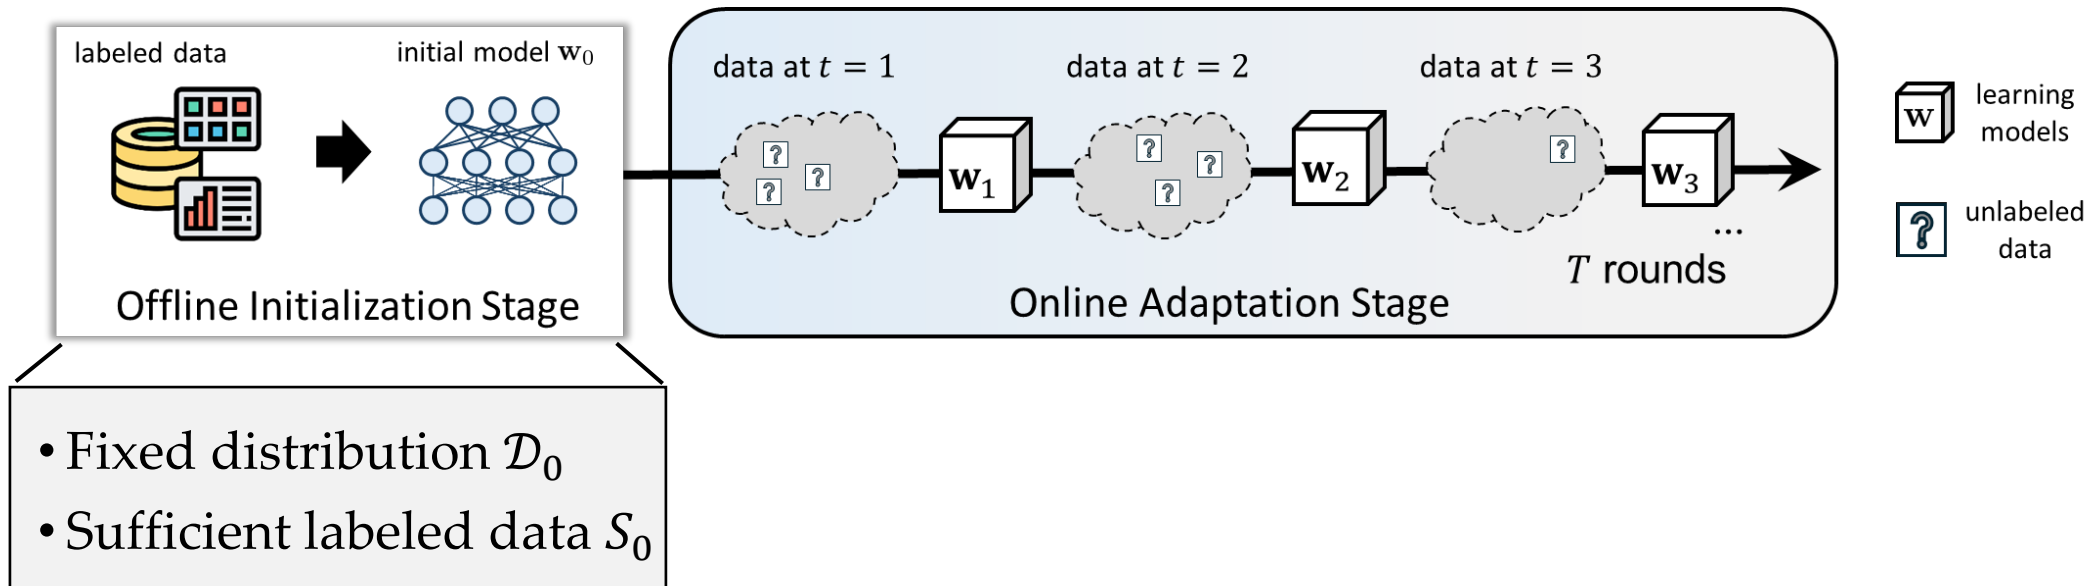 labeled data
initial model w₀
Offline Initialization Stage
• Fixed distribution 𝒟₀
• Sufficient labeled data S₀
data at t = 1
data at t = 2
data at t = 3
?
?
?
w₁
?
?
?
w₂
?
w₃
...
T rounds
Online Adaptation Stage
w
learning
models
?
unlabeled
data